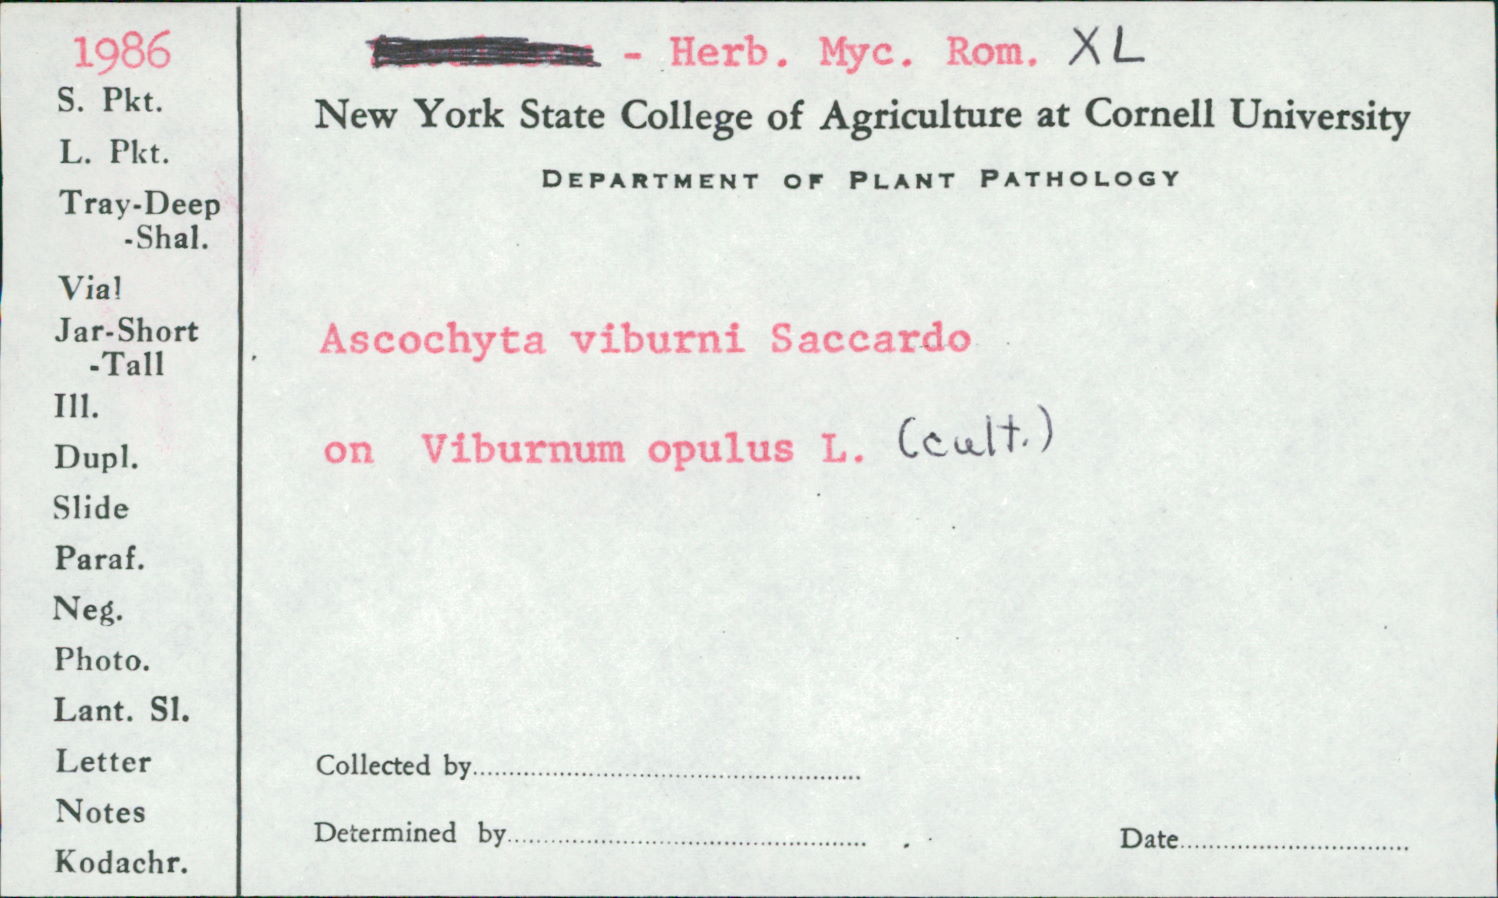 1986
- Herb. Myc. Rom. XL
New York State College of Agriculture at Cornell University
DEPARTMENT OF PLANT PATHOLOGY
S. Pkt.
L. Pkt.
Tray-Deep
-Shal.
Vial
Jar-Short
-Tall
Ill.
Dupl.
Slide
Paraf.
Neg.
Photo.
Lant. Sl.
Letter
Notes
Kodachr.
Ascochyta viburni Saccardo
on Viburnum opulus L. (cult.)
Collected by
Determined by
Date